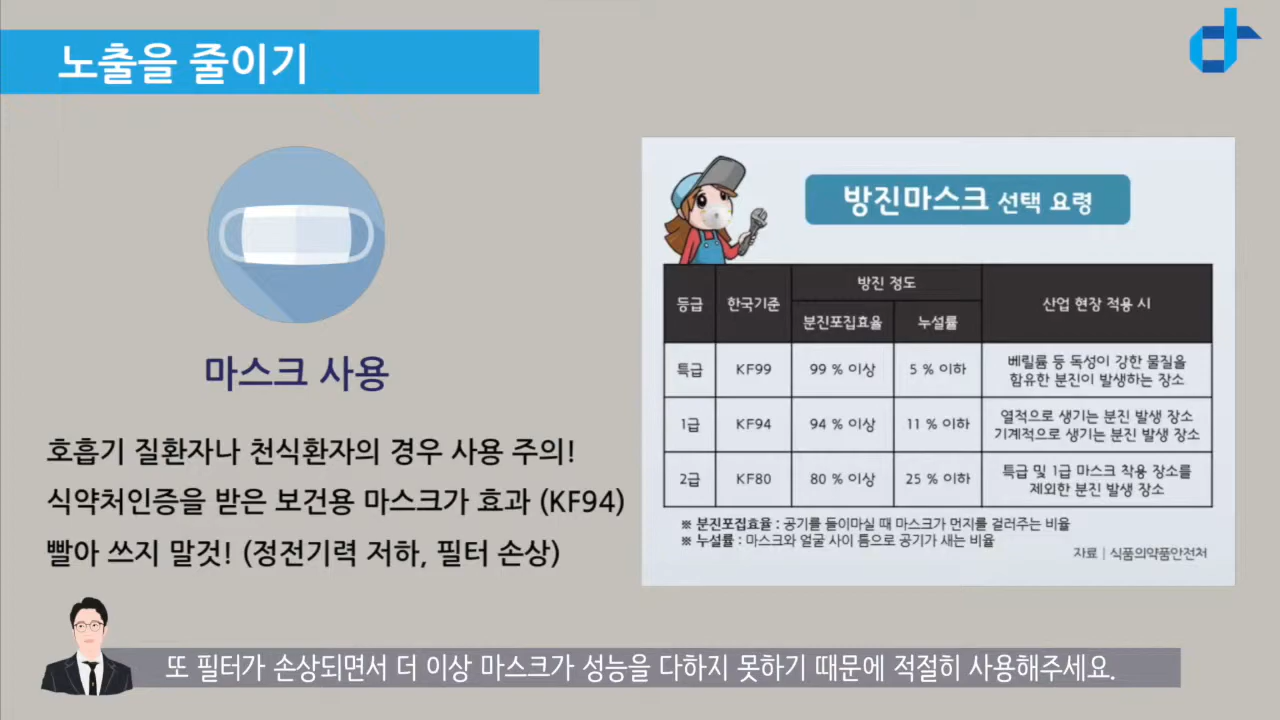 노출을 줄이기
마스크 사용
호흡기 질환자나 천식환자의 경우 사용 주의!
식약처인증을 받은 보건용 마스크가 효과 (KF94)
빨아 쓰지 말것! (정전기력 저하, 필터 손상)
방진마스크 선택 요령
등급 한국기준 방진 정도 산업 현장 적용 시
분진포집효율 누설률
특급 KF99 99 % 이상 5 % 이하 베릴륨 등 독성이 강한 물질을
함유한 분진이 발생하는 장소
1급 KF94 94 % 이상 11 % 이하 열적으로 생기는 분진 발생 장소
기계적으로 생기는 분진 발생 장소
2급 KF80 80 % 이상 25 % 이하 특급 및 1급 마스크 착용 장소를
제외한 분진 발생 장소
※ 분진포집효율 : 공기를 들이마실 때 마스크가 먼지를 걸러주는 비율
※ 누설률 : 마스크와 얼굴 사이 틈으로 공기가 새는 비율
자료 | 식품의약품안전처
또 필터가 손상되면서 더 이상 마스크가 성능을 다하지 못하기 때문에 적절히 사용해주세요.